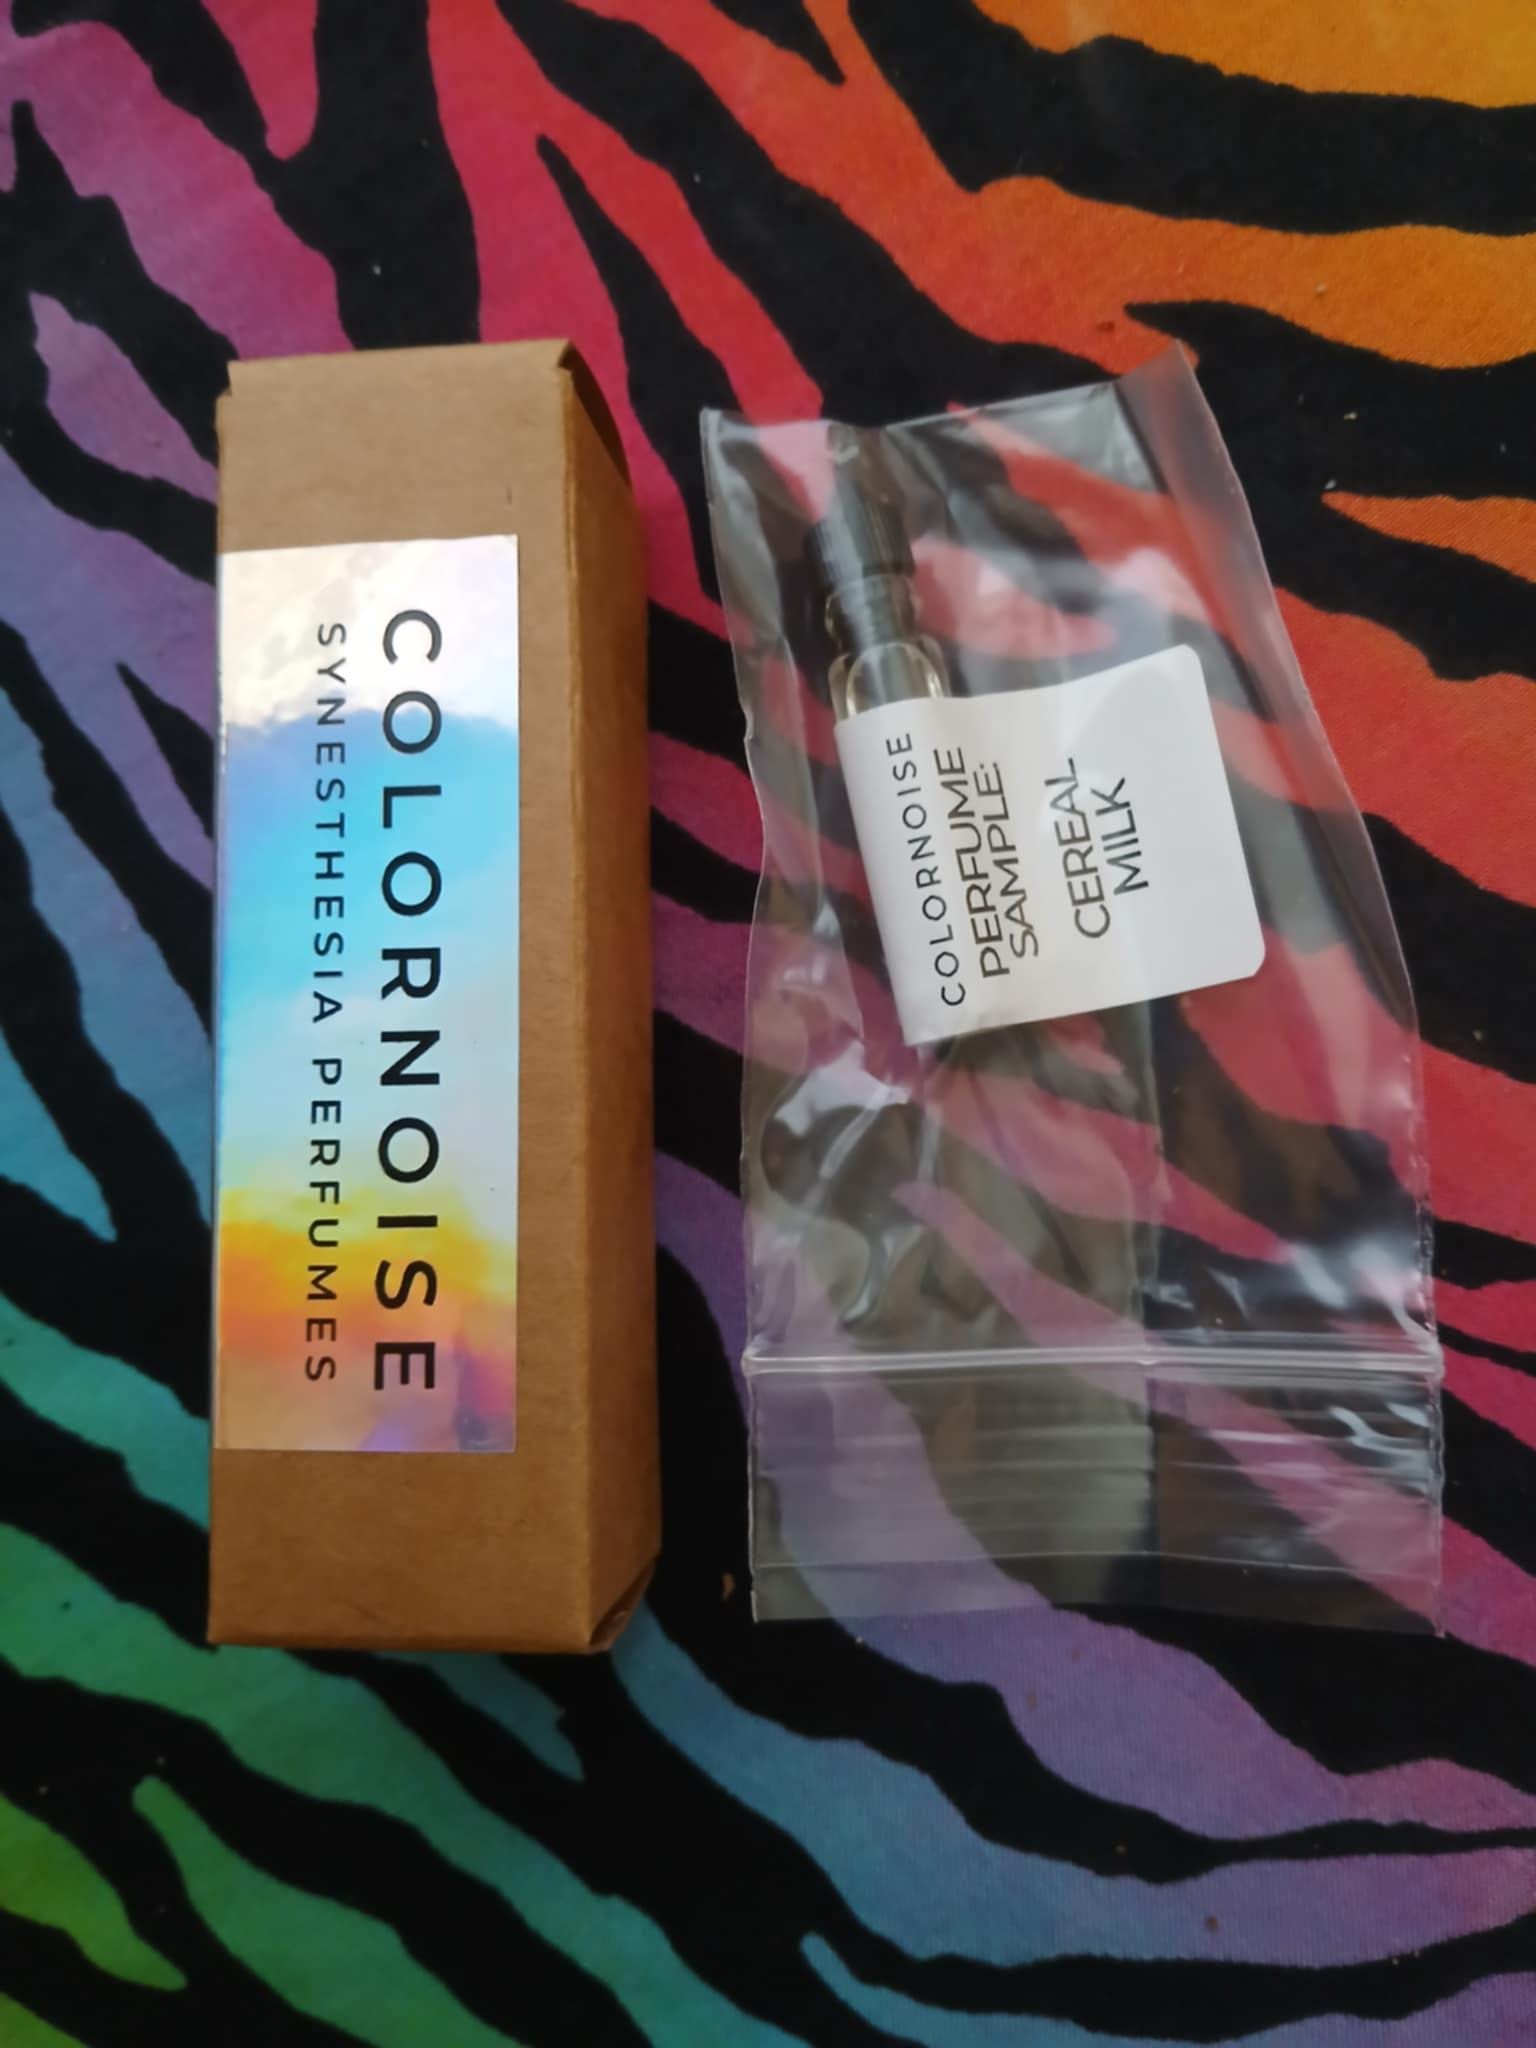 COLORNOISE
SYNESTHESIA PERFUMES
COLORNOISE
PERFUME
SAMPLE:
CEREAL
MILK